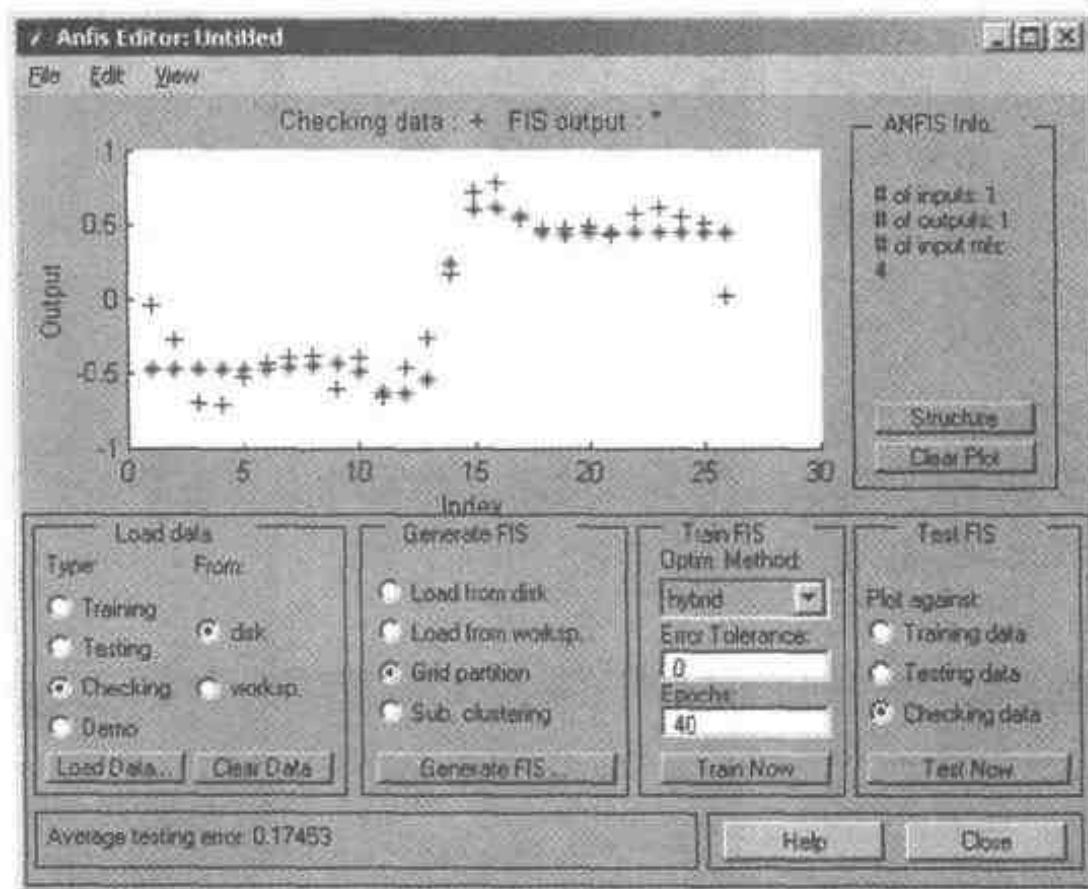 Anfis Editor: Untitled
File Edit View
Checking data : + FIS output : *
1
0.5
0
-0.5
-1
Output
0 5 10 15 20 25 30
Index
ANFIS Info.
# of inputs: 1
# of outputs: 1
# of input mfs:
4
Structure
Clear Plot
Load data
Type:
From:
Training
Testing
Checking
Demo
disk
worksp.
Load Data...
Clear Data
Generate FIS
Load from disk
Load from worksp.
Grid partition
Sub. clustering
Generate FIS ...
Train FIS
Optim. Method:
hybrid
Error Tolerance:
0
Epochs:
40
Train Now
Test FIS
Plot against:
Training data
Testing data
Checking data
Test Now
Average testing error: 0.17453
Help
Close